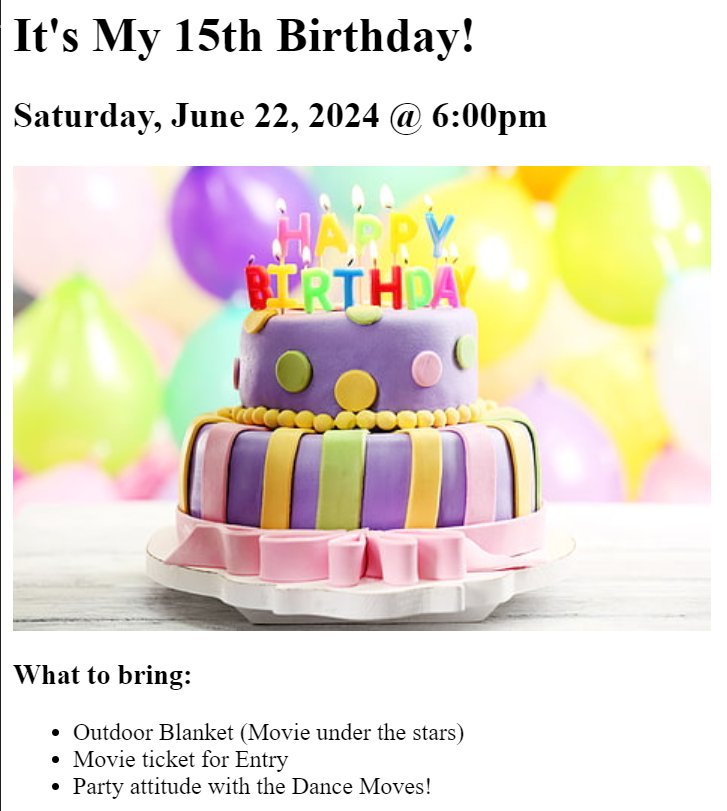 It's My 15th Birthday!
Saturday, June 22, 2024 @ 6:00pm
HAPPY
BIRTHDAY
What to bring:
Outdoor Blanket (Movie under the stars)
Movie ticket for Entry
Party attitude with the Dance Moves!